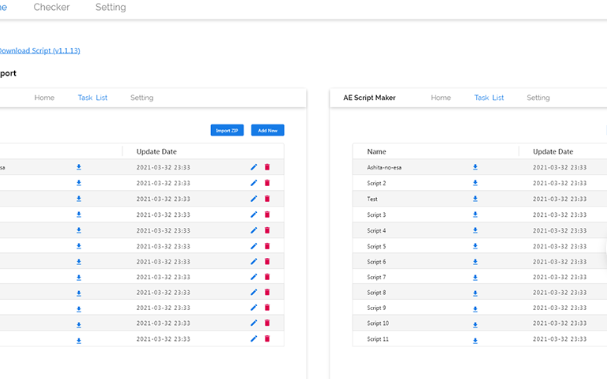 Checker Setting
Download Script (v1.1.13)
port
Home Task List Setting
Import ZIP Add New
Update Date
sa 2021-03-32 23:33
2021-03-32 23:33
2021-03-32 23:33
2021-03-32 23:33
2021-03-32 23:33
2021-03-32 23:33
2021-03-32 23:33
2021-03-32 23:33
2021-03-32 23:33
2021-03-32 23:33
2021-03-32 23:33
2021-03-32 23:33
AE Script Maker Home Task List Setting
Name Update Date
Ashita-no-esa 2021-03-32 23:33
Script 2 2021-03-32 23:33
Test 2021-03-32 23:33
Script 3 2021-03-32 23:33
Script 4 2021-03-32 23:33
Script 5 2021-03-32 23:33
Script 6 2021-03-32 23:33
Script 7 2021-03-32 23:33
Script 8 2021-03-32 23:33
Script 9 2021-03-32 23:33
Script 10 2021-03-32 23:33
Script 11 2021-03-32 23:33